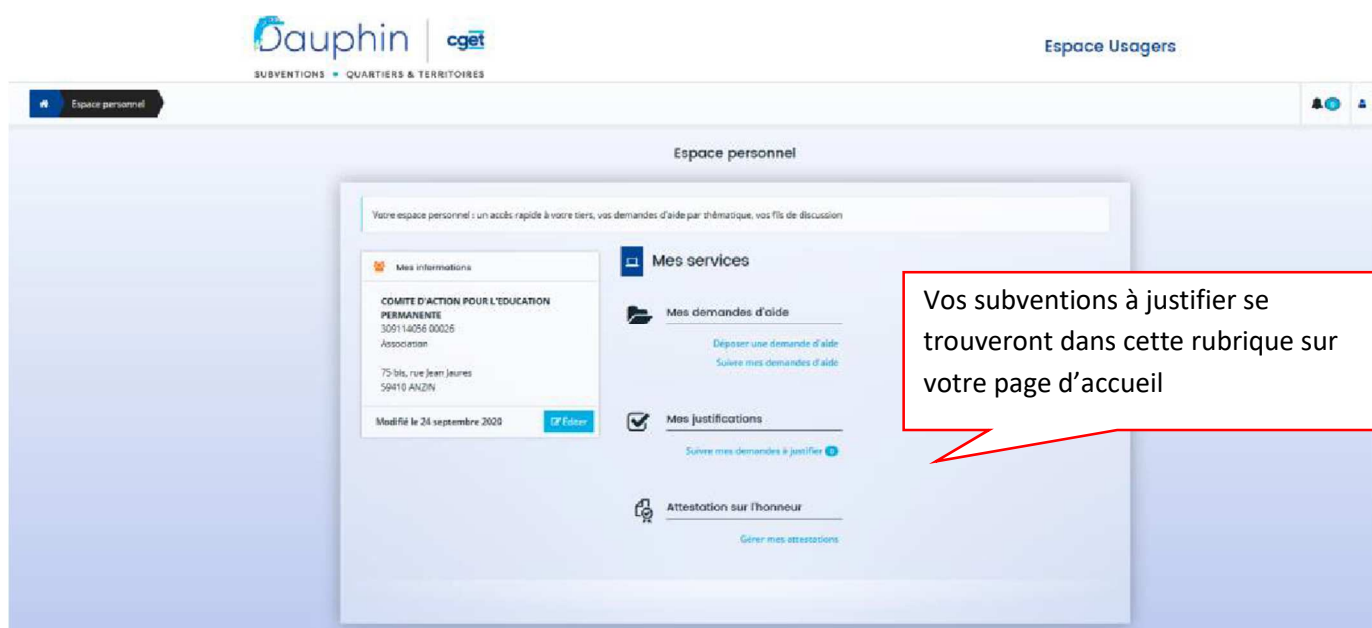 Dauphin cget
SUBVENTIONS • QUARTIERS & TERRITOIRES
Espace Usagers
Espace personnel
Espace personnel
Votre espace personnel : un accès rapide à votre tiers, vos demandes d'aide par thématique, vos fils de discussion
Mes informations
COMITE D'ACTION POUR L'EDUCATION
PERMANENTE
309114056 00026
Association
75 bis, rue Jean Jaures
59410 ANZIN
Modifié le 24 septembre 2020
Editer
Mes services
Mes demandes d'aide
Déposer une demande d'aide
Suivre mes demandes d'aide
Mes justifications
Suivre mes demandes à justifier 0
Attestation sur l'honneur
Gérer mes attestations
Vos subventions à justifier se
trouveront dans cette rubrique sur
votre page d’accueil